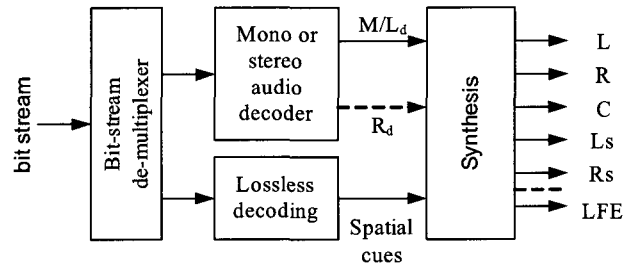 bit stream
Bit-stream
de-multiplexer
Mono or
stereo
audio
decoder
Lossless
decoding
M/Ld
Rd
Spatial
cues
Synthesis
L
R
C
Ls
Rs
LFE